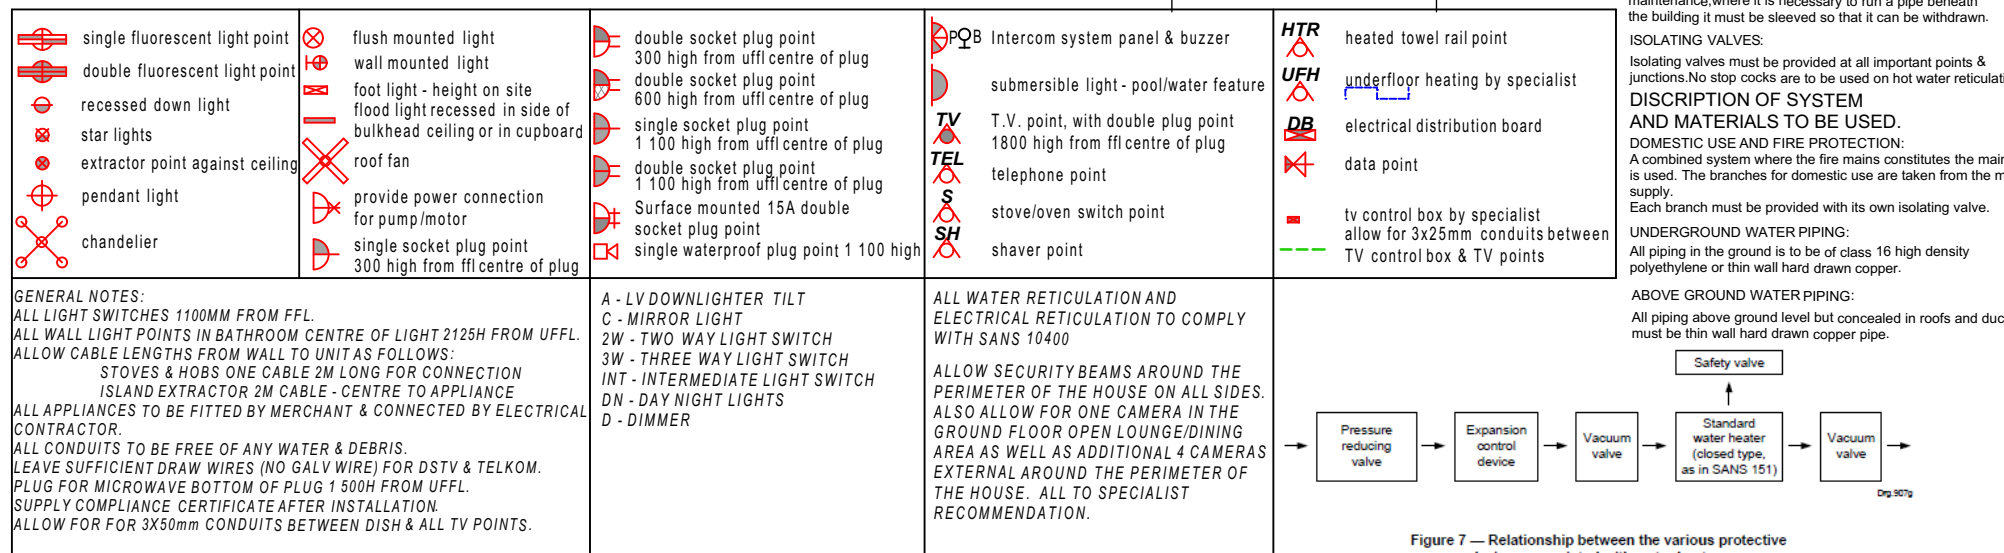 single fluorescent light point
double fluorescent light point
recessed down light
star lights
extractor point against ceiling
pendant light
chandelier
flush mounted light
wall mounted light
foot light - height on site
flood light recessed in side of
bulkhead ceiling or in cupboard
roof fan
provide power connection
for pump/motor
single socket plug point
300 high from ffl centre of plug
double socket plug point
300 high from uffl centre of plug
double socket plug point
600 high from uffl centre of plug
single socket plug point
1 100 high from uffl centre of plug
double socket plug point
1 100 high from uffl centre of plug
Surface mounted 15A double
socket plug point
single waterproof plug point 1 100 high
P B Intercom system panel & buzzer
submersible light - pool/water feature
TV T.V. point, with double plug point
1800 high from ffl centre of plug
TEL
telephone point
S
stove/oven switch point
SH
shaver point
HTR heated towel rail point
UFH underfloor heating by specialist
DB electrical distribution board
data point
tv control box by specialist
allow for 3x25mm conduits between
TV control box & TV points
GENERAL NOTES:
ALL LIGHT SWITCHES 1100MM FROM FFL.
ALL WALL LIGHT POINTS IN BATHROOM CENTRE OF LIGHT 2125H FROM UFFL.
ALLOW CABLE LENGTHS FROM WALL TO UNIT AS FOLLOWS:
STOVES & HOBS ONE CABLE 2M LONG FOR CONNECTION
ISLAND EXTRACTOR 2M CABLE - CENTRE TO APPLIANCE
ALL APPLIANCES TO BE FITTED BY MERCHANT & CONNECTED BY ELECTRICAL
CONTRACTOR.
ALL CONDUITS TO BE FREE OF ANY WATER & DEBRIS.
LEAVE SUFFICIENT DRAW WIRES (NO GALV WIRE) FOR DSTV & TELKOM.
PLUG FOR MICROWAVE BOTTOM OF PLUG 1 500H FROM UFFL.
SUPPLY COMPLIANCE CERTIFICATE AFTER INSTALLATION.
ALLOW FOR FOR 3X50mm CONDUITS BETWEEN DISH & ALL TV POINTS.
A - LV DOWNLIGHTER TILT
C - MIRROR LIGHT
2W - TWO WAY LIGHT SWITCH
3W - THREE WAY LIGHT SWITCH
INT - INTERMEDIATE LIGHT SWITCH
DN - DAY NIGHT LIGHTS
D - DIMMER
ALL WATER RETICULATION AND
ELECTRICAL RETICULATION TO COMPLY
WITH SANS 10400
ALLOW SECURITY BEAMS AROUND THE
PERIMETER OF THE HOUSE ON ALL SIDES.
ALSO ALLOW FOR ONE CAMERA IN THE
GROUND FLOOR OPEN LOUNGE/DINING
AREA AS WELL AS ADDITIONAL 4 CAMERAS
EXTERNAL AROUND THE PERIMETER OF
THE HOUSE. ALL TO SPECIALIST
RECOMMENDATION.
maintenance,where it is necessary to run a pipe beneath
the building it must be sleeved so that it can be withdrawn.
ISOLATING VALVES:
Isolating valves must be provided at all important points &
junctions.No stop cocks are to be used on hot water reticulati
DISCRIPTION OF SYSTEM
AND MATERIALS TO BE USED.
DOMESTIC USE AND FIRE PROTECTION:
A combined system where the fire mains constitutes the main
is used. The branches for domestic use are taken from the m
supply.
Each branch must be provided with its own isolating valve.
UNDERGROUND WATER PIPING:
All piping in the ground is to be of class 16 high density
polyethylene or thin wall hard drawn copper.
ABOVE GROUND WATER PIPING:
All piping above ground level but concealed in roofs and duc
must be thin wall hard drawn copper pipe.
Safety valve
Pressure
reducing
valve
Expansion
control
device
Vacuum
valve
Standard
water heater
(closed type,
as in SANS 151)
Vacuum
valve
Drg.907g
Figure 7 — Relationship between the various protective